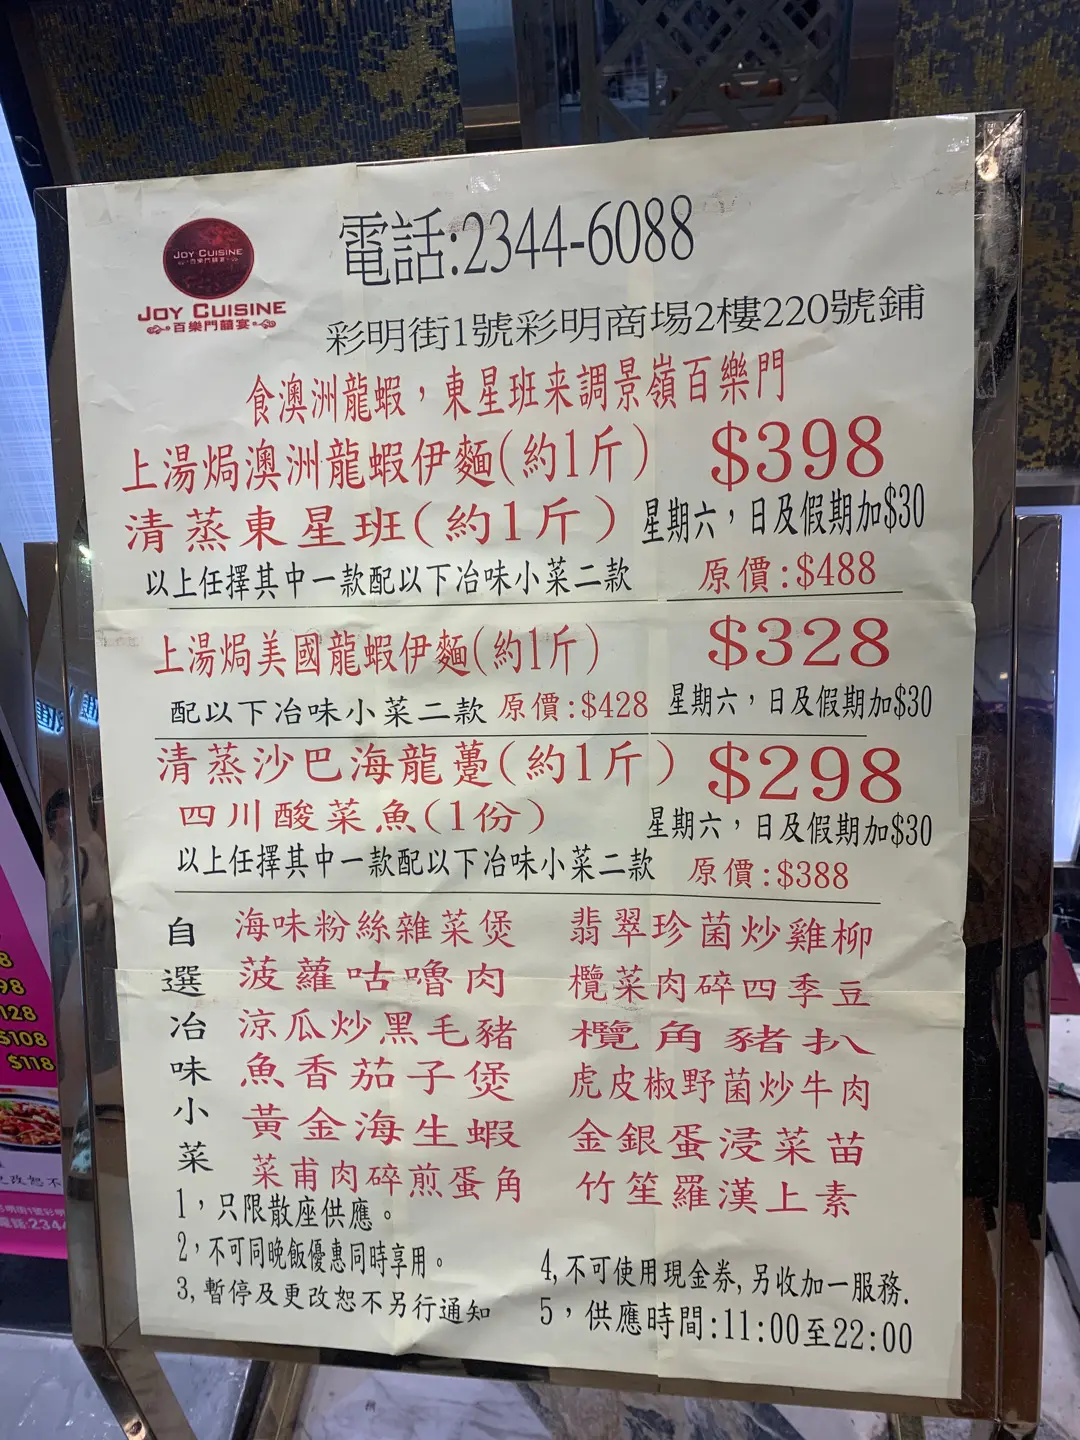 JOY CUISINE
百樂門囍宴
JOY CUISINE
百樂門囍宴
電話:2344-6088
彩明街1號彩明商場2樓220號鋪
食澳洲龍蝦，東星班来調景嶺百樂門
上湯焗澳洲龍蝦伊麵(約1斤) $398
清蒸東星班(約1斤) 星期六，日及假期加$30
以上任擇其中一款配以下冶味小菜二款 原價:$488
上湯焗美國龍蝦伊麵(約1斤) $328
配以下冶味小菜二款 原價:$428 星期六，日及假期加$30
清蒸沙巴海龍躉(約1斤) $298
四川酸菜魚(1份) 星期六，日及假期加$30
以上任擇其中一款配以下冶味小菜二款 原價:$388
自選冶味小菜
海味粉絲雜菜煲 翡翠珍菌炒雞柳
菠蘿咕嚕肉 欖菜肉碎四季豆
涼瓜炒黑毛豬 欖角豬扒
魚香茄子煲 虎皮椒野菌炒牛肉
黃金海生蝦 金銀蛋浸菜苗
菜甫肉碎煎蛋角 竹笙羅漢上素
1，只限散座供應。
2，不可同晚飯優惠同時享用。
3,暫停及更改恕不另行通知
4,不可使用現金券,另收加一服務.
5，供應時間:11:00至22:00
8
98
128
$108
$118